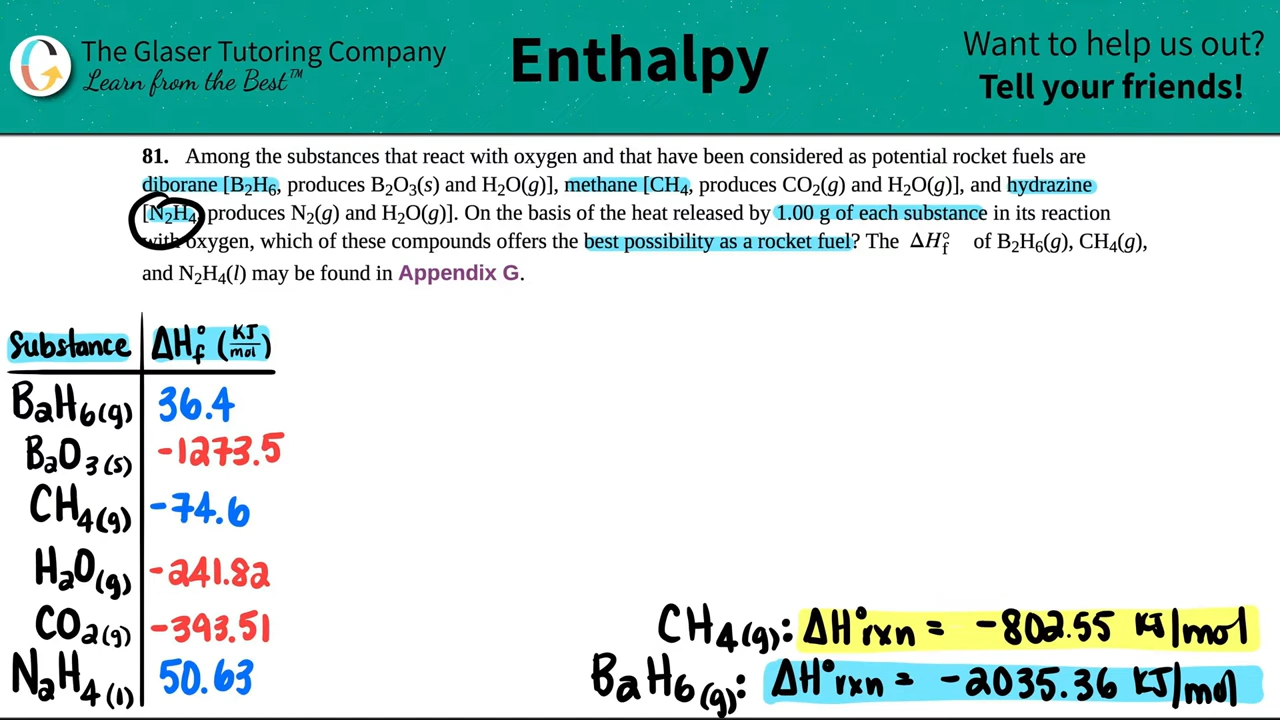 The Glaser Tutoring Company
Learn from the Best™
Enthalpy
Want to help us out?
Tell your friends!
81. Among the substances that react with oxygen and that have been considered as potential rocket fuels are
diborane [B₂H₆, produces B₂O₃(s) and H₂O(g)], methane [CH₄, produces CO₂(g) and H₂O(g)], and hydrazine
[N₂H₄, produces N₂(g) and H₂O(g)]. On the basis of the heat released by 1.00 g of each substance in its reaction
with oxygen, which of these compounds offers the best possibility as a rocket fuel? The ΔH°f of B₂H₆(g), CH₄(g),
and N₂H₄(l) may be found in Appendix G.
Substance ΔH°f (KJ/mol)
B₂H₆(g) 36.4
B₂O₃(s) -1273.5
CH₄(g) -74.6
H₂O(g) -241.82
CO₂(g) -393.51
N₂H₄(l) 50.63
CH₄(g): ΔH°rxn = -802.55 KJ/mol
B₂H₆(g): ΔH°rxn = -2035.36 KJ/mol